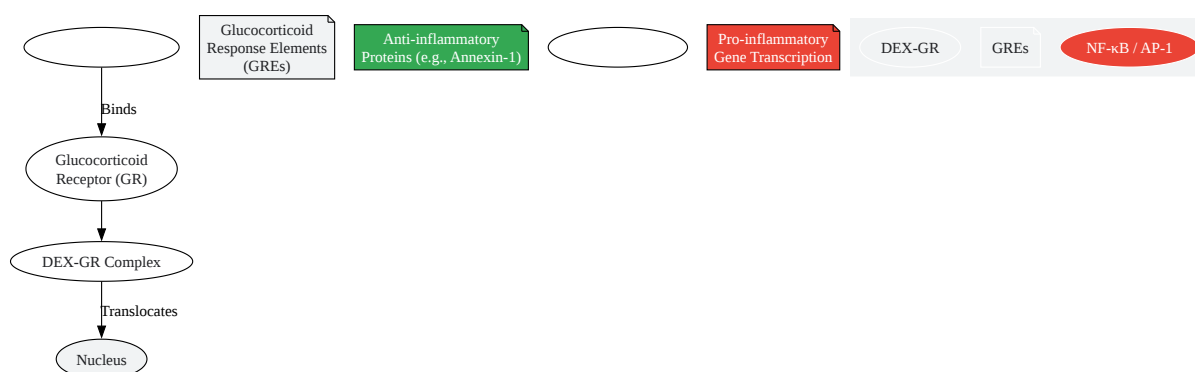 Glucocorticoid
Response Elements
(GREs)
Anti-inflammatory
Proteins (e.g., Annexin-1)
Pro-inflammatory
Gene Transcription
DEX-GR
GREs
NF-κB / AP-1
Binds
Glucocorticoid
Receptor (GR)
DEX-GR Complex
Translocates
Nucleus